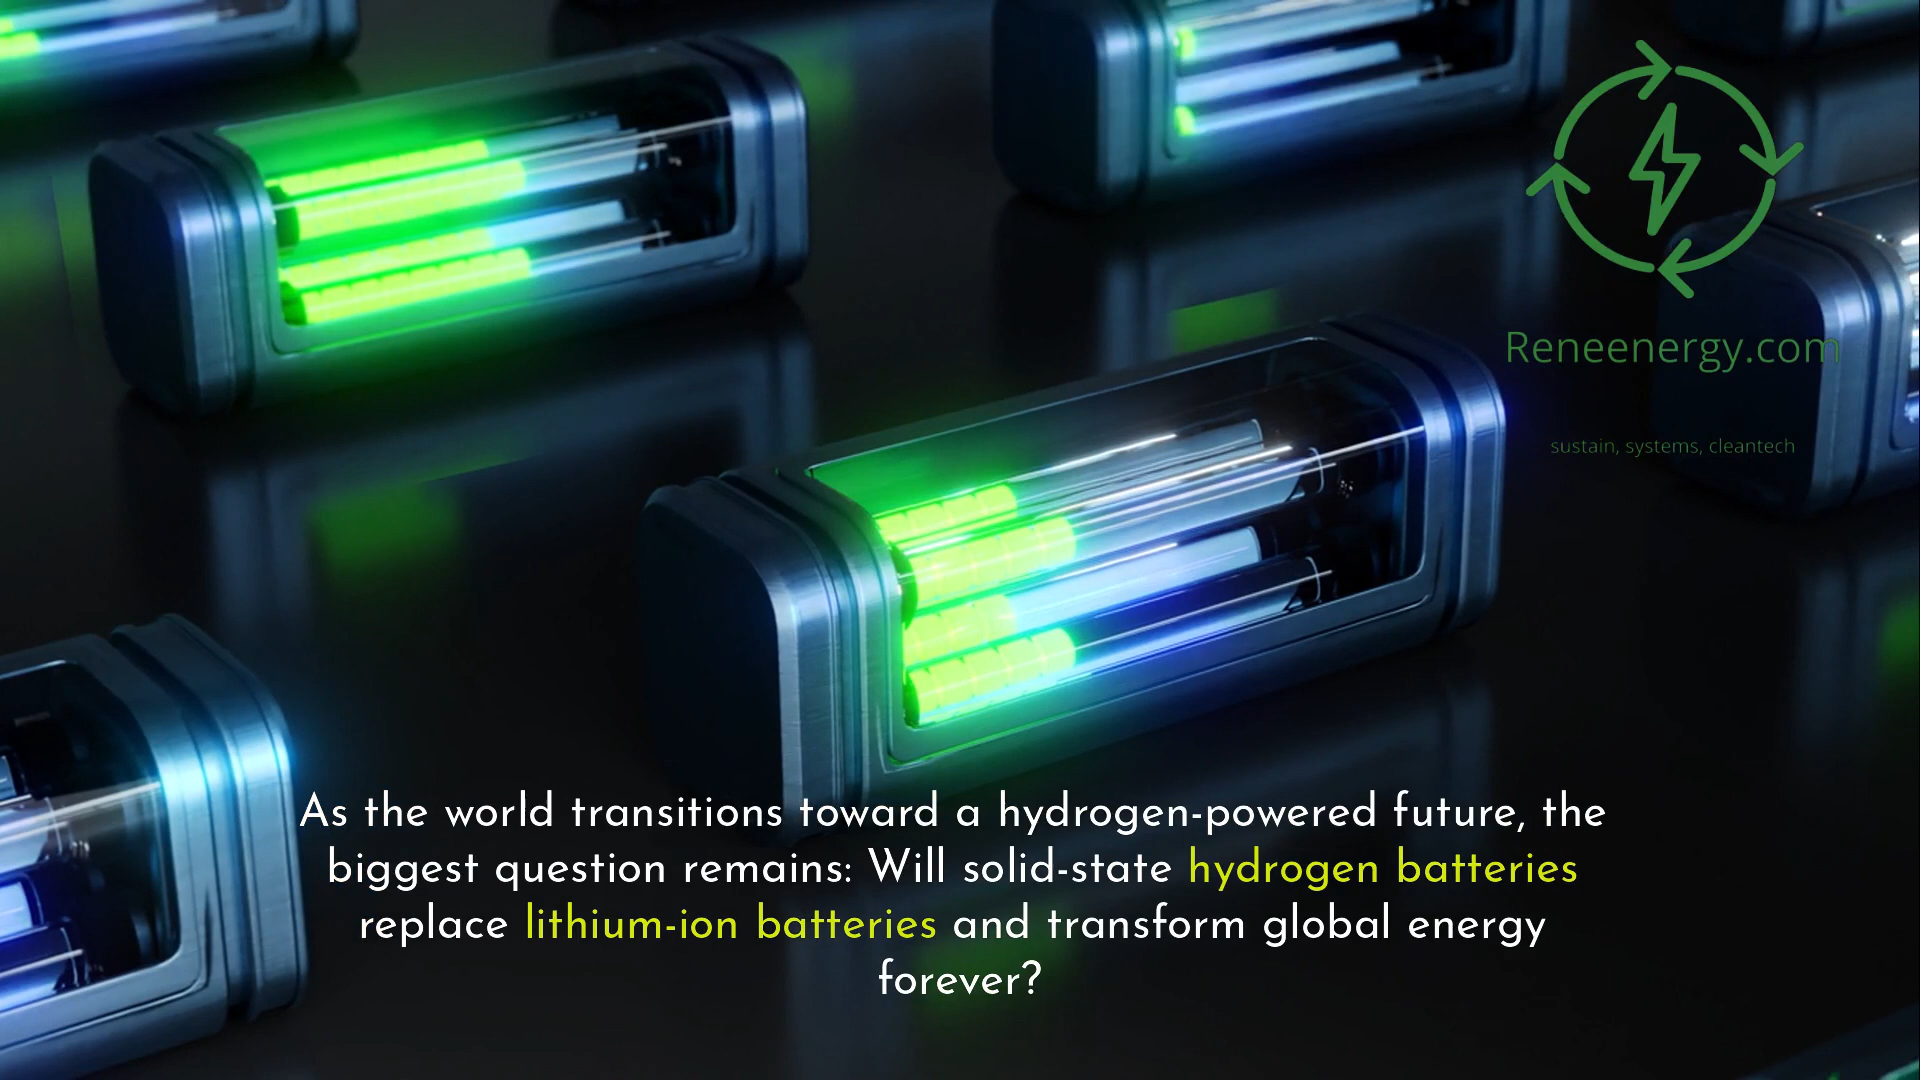 Reneenergy.com
sustain, systems, cleantech
As the world transitions toward a hydrogen-powered future, the
biggest question remains: Will solid-state hydrogen batteries
replace lithium-ion batteries and transform global energy
forever?